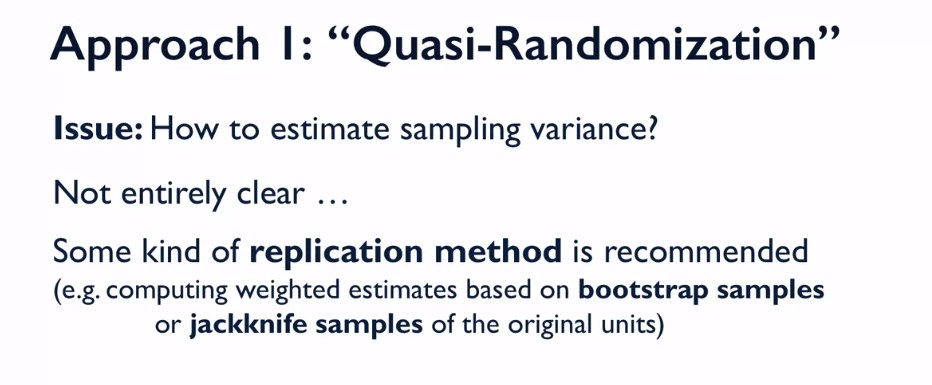 Approach 1: “Quasi-Randomization”
Issue: How to estimate sampling variance?
Not entirely clear …
Some kind of replication method is recommended
(e.g. computing weighted estimates based on bootstrap samples
or jackknife samples of the original units)